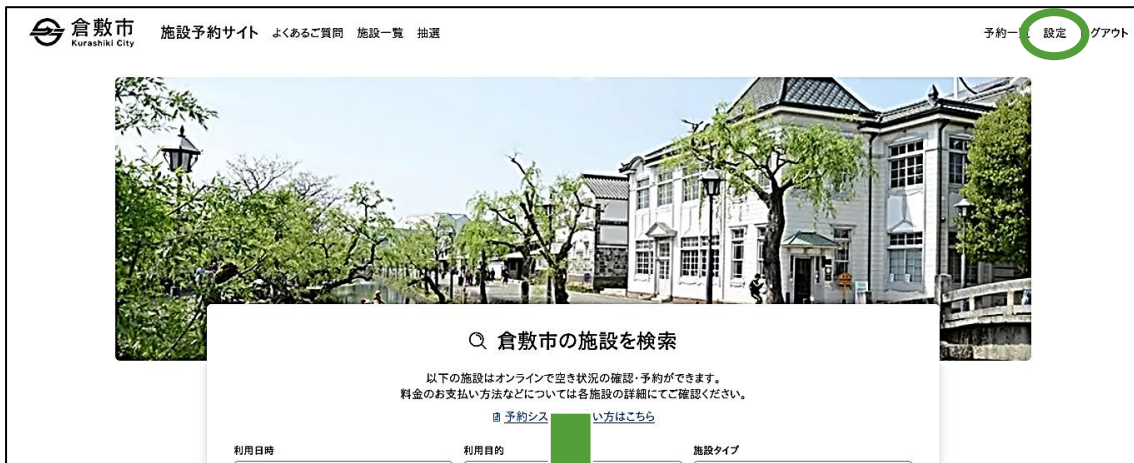 倉敷市
Kurashiki City
施設予約サイト よくあるご質問 施設一覧 抽選
予約一 設定 グアウト
倉敷市の施設を検索
以下の施設はオンラインで空き状況の確認・予約ができます。
料金のお支払い方法などについては各施設の詳細にてご確認ください。
予約シス い方はこちら
利用日時 利用目的 施設タイプ